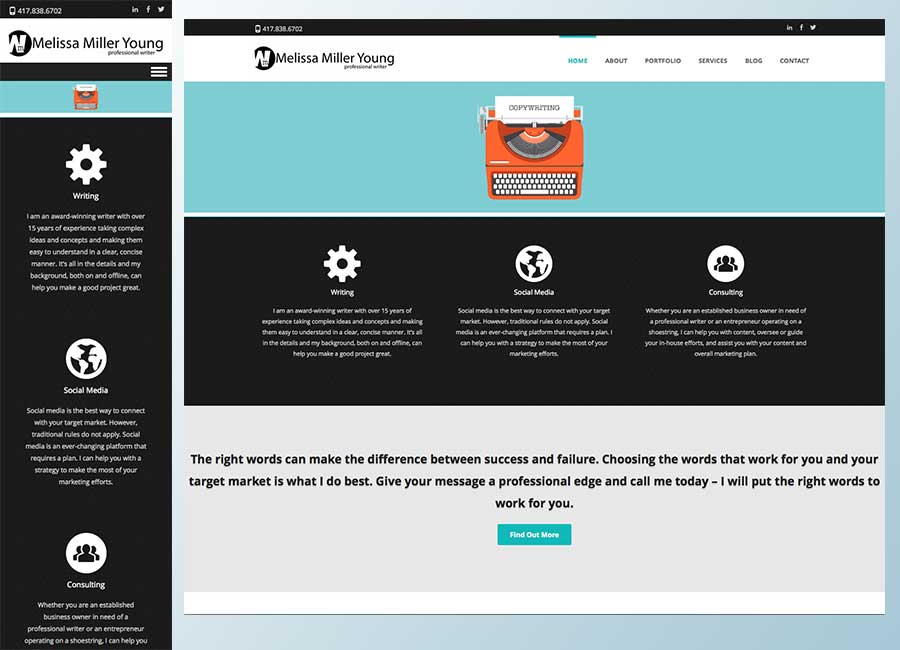 417.838.6702
Melissa Miller Young
professional writer
Writing
I am an award-winning writer with over
15 years of experience taking complex
ideas and concepts and making them
easy to understand in a clear, concise
manner. It's all in the details and my
background, both on and offline, can
help you make a good project great.
Social Media
Social media is the best way to connect
with your target market. However,
traditional rules do not apply. Social
media is an ever-changing platform that
requires a plan. I can help you with a
strategy to make the most of your
marketing efforts.
Consulting
Whether you are an established
business owner in need of a
professional writer or an entrepreneur
operating on a shoestring, I can help you
417.838.6702
Melissa Miller Young
professional writer
HOME ABOUT PORTFOLIO SERVICES BLOG CONTACT
COPYWRITING
Writing
I am an award-winning writer with over 15 years of
experience taking complex ideas and concepts and making
them easy to understand in a clear, concise manner. It's all
in the details and my background, both on and offline, can
help you make a good project great.
Social Media
Social media is the best way to connect with your target
market. However, traditional rules do not apply. Social
media is an ever-changing platform that requires a plan. I
can help you with a strategy to make the most of your
marketing efforts.
Consulting
Whether you are an established business owner in need of
a professional writer or an entrepreneur operating on a
shoestring, I can help you with content, oversee or guide
your in-house efforts, and assist you with your content and
overall marketing plan.
The right words can make the difference between success and failure. Choosing the words that work for you and your
target market is what I do best. Give your message a professional edge and call me today – I will put the right words to
work for you.
Find Out More